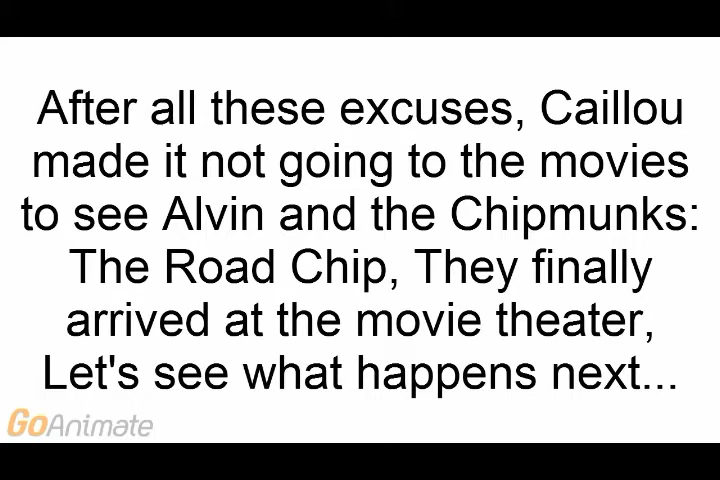 After all these excuses, Caillou
made it not going to the movies
to see Alvin and the Chipmunks:
The Road Chip, They finally
arrived at the movie theater,
Let's see what happens next...
GoAnimate